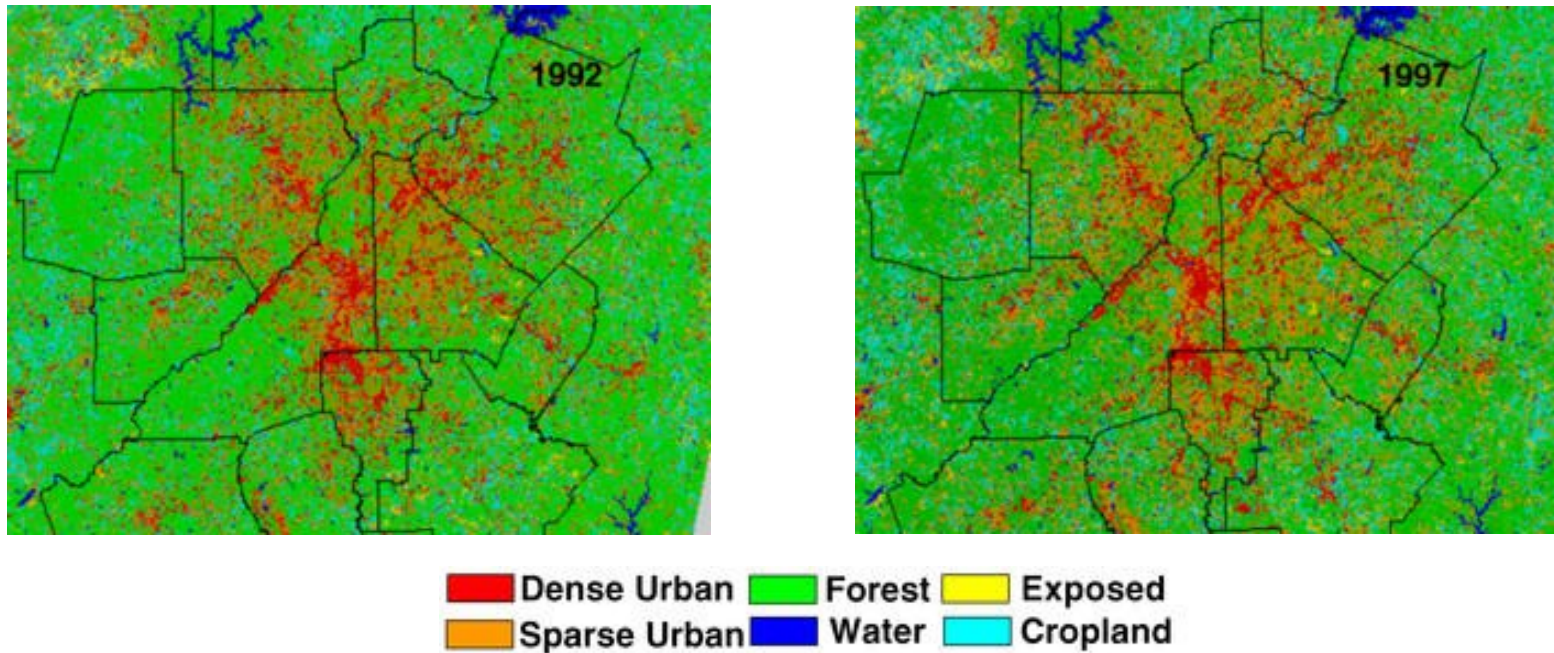 1992
1997
Dense Urban Forest Exposed
Sparse Urban Water Cropland